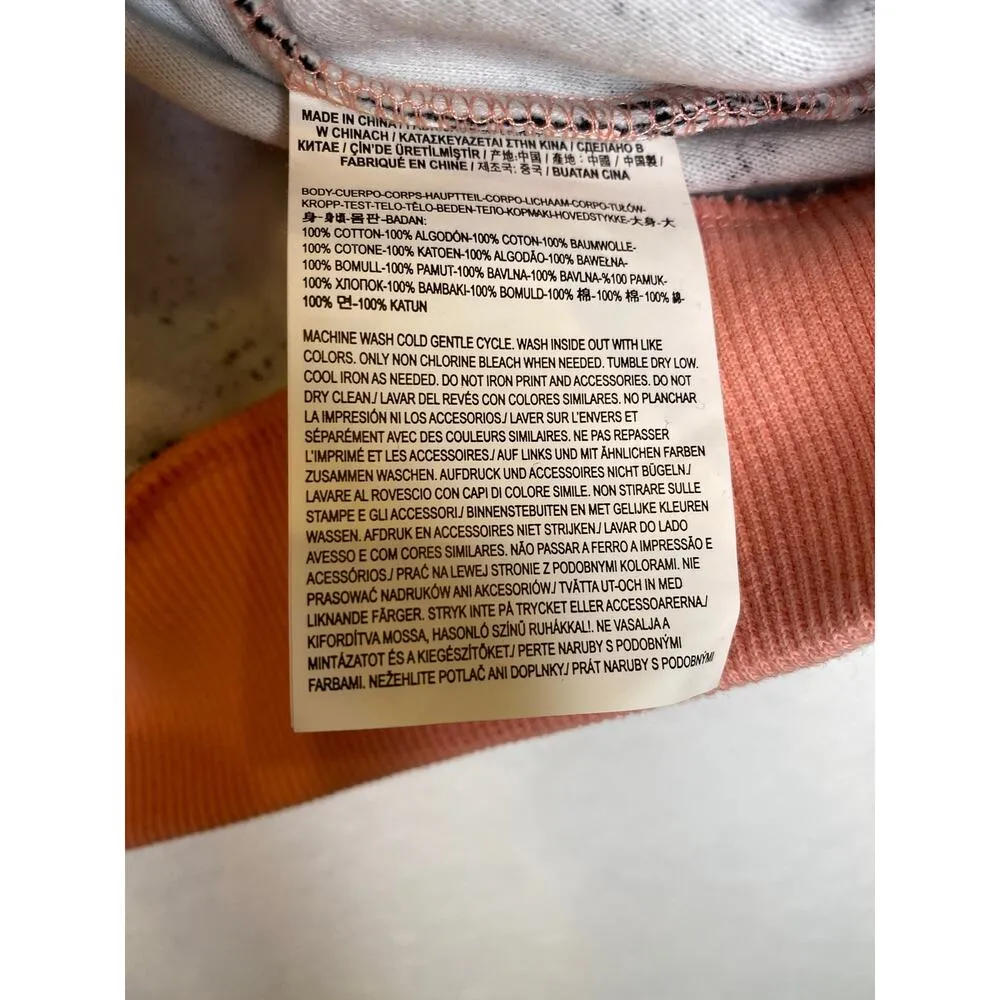 MADE IN CHINA /
W CHINACH / ΚΑΤΑΣΚΕΥΑΖΕΤΑΙ ΣΤΗΝ ΚΙΝΑ / СДЕЛАНО В
КИТАЕ / ÇİN'DE ÜRETİLMİŞTİR / 产地:中国 / 產地:中國 / 中国製 /
FABRIQUÉ EN CHINE / 제조국: 중국 / BUATAN CINA
BODY-CUERPO-CORPS-HAUPTTEIL-CORPO-LICHAAM-CORPO-TUŁÓW-
KROPP-TEST-TELO-TĚLO-BEDEN-ТЕЛО-ΚΟΡΜΑΚΙ-HOVEDSTYKKE-大身-大
身-身頃-몸판-BADAN:
100% COTTON-100% ALGODÓN-100% COTON-100% BAUMWOLLE-
100% COTONE-100% KATOEN-100% ALGODÃO-100% BAWEŁNA-
100% BOMULL-100% PAMUT-100% BAVLNA-100% BAVLNA-%100 PAMUK-
100% ХЛОПОК-100% ΒΑΜΒΑΚΙ-100% BOMULD-100% 棉-100% 棉-100% 綿-
100% 면-100% KATUN
MACHINE WASH COLD GENTLE CYCLE. WASH INSIDE OUT WITH LIKE
COLORS. ONLY NON CHLORINE BLEACH WHEN NEEDED. TUMBLE DRY LOW.
COOL IRON AS NEEDED. DO NOT IRON PRINT AND ACCESSORIES. DO NOT
DRY CLEAN./ LAVAR DEL REVÉS CON COLORES SIMILARES. NO PLANCHAR
LA IMPRESIÓN NI LOS ACCESORIOS./ LAVER SUR L'ENVERS ET
SÉPARÉMENT AVEC DES COULEURS SIMILAIRES. NE PAS REPASSER
L'IMPRIMÉ ET LES ACCESSOIRES./ AUF LINKS UND MIT ÄHNLICHEN FARBEN
ZUSAMMEN WASCHEN. AUFDRUCK UND ACCESSOIRES NICHT BÜGELN./
LAVARE AL ROVESCIO CON CAPI DI COLORE SIMILE. NON STIRARE SULLE
STAMPE E GLI ACCESSORI./ BINNENSTEBUITEN EN MET GELIJKE KLEUREN
WASSEN. AFDRUK EN ACCESSOIRES NIET STRIJKEN./ LAVAR DO LADO
AVESSO E COM CORES SIMILARES. NÃO PASSAR A FERRO A IMPRESSÃO E
ACESSÓRIOS./ PRAĆ NA LEWEJ STRONIE Z PODOBNYMI KOLORAMI. NIE
PRASOWAĆ NADRUKÓW ANI AKCESORIÓW./ TVÄTTA UT-OCH IN MED
LIKNANDE FÄRGER. STRYK INTE PÅ TRYCKET ELLER ACCESSOARERNA./
KIFORDÍTVA MOSSA, HASONLÓ SZÍNŰ RUHÁKKAL!. NE VASALJA A
MINTÁZATOT ÉS A KIEGÉSZÍTŐKET./ PERTE NARUBY S PODOBNÝMI
FARBAMI. NEŽEHLITE POTLAČ ANI DOPLNKY./ PRÁT NARUBY S PODOBNÝMI